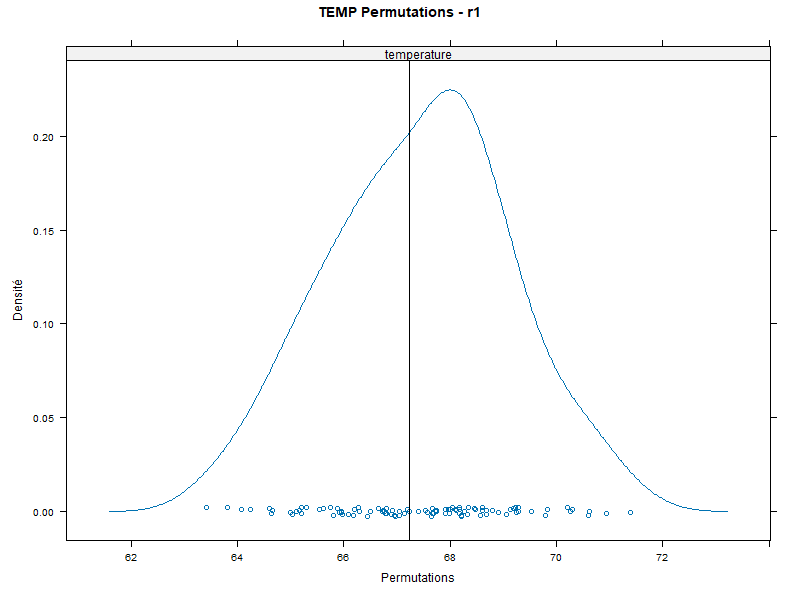 TEMP Permutations - r1
temperature
0.20
0.15
0.10
0.05
0.00
Densité
62 64 66 68 70 72
Permutations